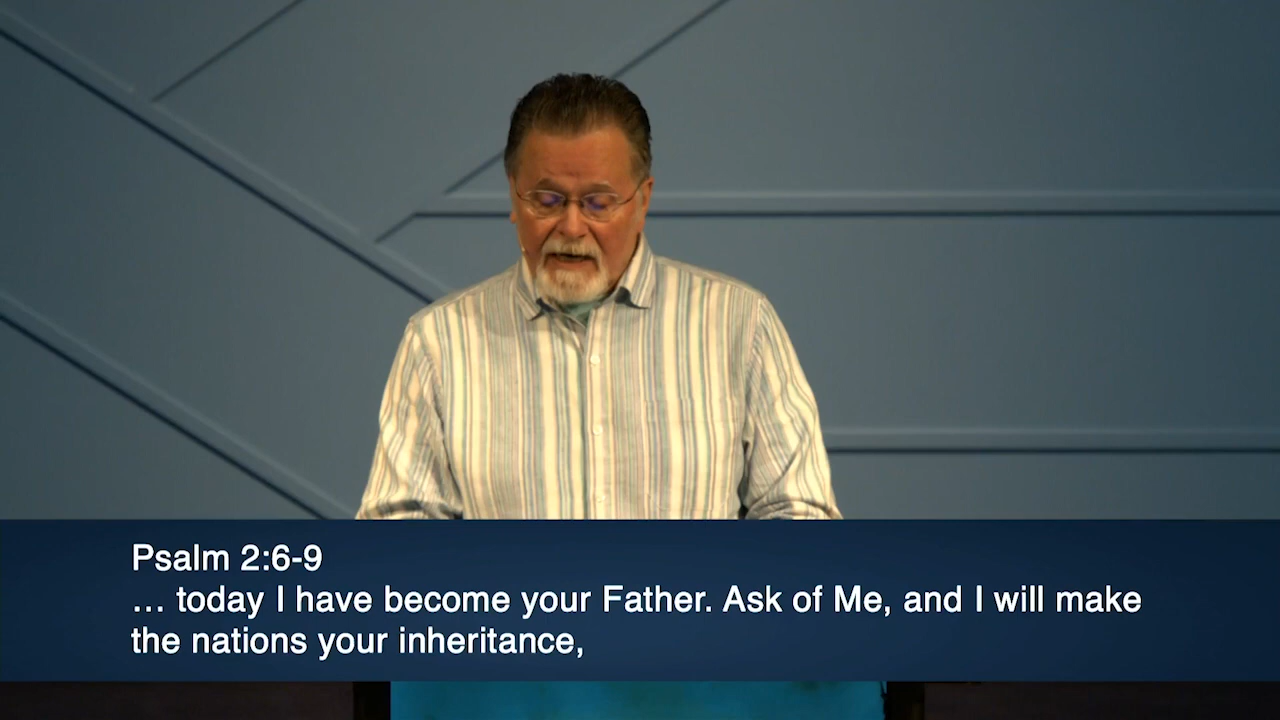 Psalm 2:6-9
… today I have become your Father. Ask of Me, and I will make
the nations your inheritance,